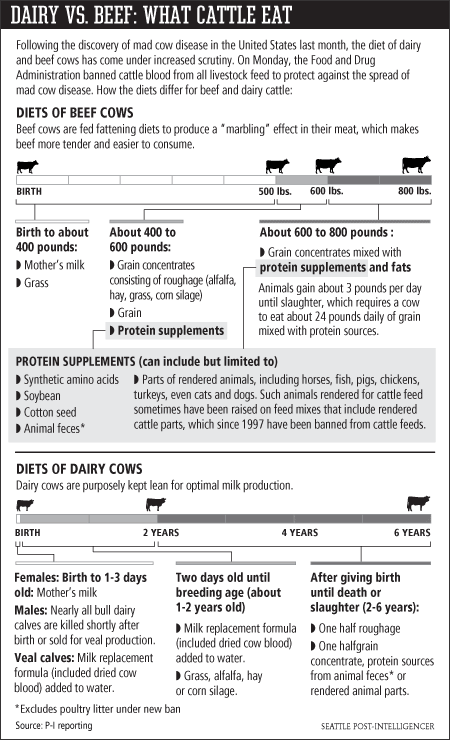 DAIRY VS. BEEF: WHAT CATTLE EAT
Following the discovery of mad cow disease in the United States last month, the diet of dairy
and beef cows has come under increased scrutiny. On Monday, the Food and Drug
Administration banned cattle blood from all livestock feed to protect against the spread of
mad cow disease. How the diets differ for beef and dairy cattle:
DIETS OF BEEF COWS
Beef cows are fed fattening diets to produce a "marbling" effect in their meat, which makes
beef more tender and easier to consume.
BIRTH 500 lbs. 600 lbs. 800 lbs.
Birth to about
400 pounds:
Mother's milk
Grass
About 400 to
600 pounds:
Grain concentrates
consisting of roughage (alfalfa,
hay, grass, corn silage)
Grain
Protein supplements
About 600 to 800 pounds :
Grain concentrates mixed with
protein supplements and fats
Animals gain about 3 pounds per day
until slaughter, which requires a cow
to eat about 24 pounds daily of grain
mixed with protein sources.
PROTEIN SUPPLEMENTS (can include but limited to)
Synthetic amino acids
Soybean
Cotton seed
Animal feces*
Parts of rendered animals, including horses, fish, pigs, chickens,
turkeys, even cats and dogs. Such animals rendered for cattle feed
sometimes have been raised on feed mixes that include rendered
cattle parts, which since 1997 have been banned from cattle feeds.
DIETS OF DAIRY COWS
Dairy cows are purposely kept lean for optimal milk production.
BIRTH 2 YEARS 4 YEARS 6 YEARS
Females: Birth to 1-3 days
old: Mother's milk
Males: Nearly all bull dairy
calves are killed shortly after
birth or sold for veal production.
Veal calves: Milk replacement
formula (included dried cow
blood) added to water.
Two days old until
breeding age (about
1-2 years old)
Milk replacement formula
(included dried cow blood)
added to water.
Grass, alfalfa, hay
or corn silage.
After giving birth
until death or
slaughter (2-6 years):
One half roughage
One halfgrain
concentrate, protein sources
from animal feces* or
rendered animal parts.
*Excludes poultry litter under new ban
Source: P-I reporting
SEATTLE POST-INTELLIGENCER